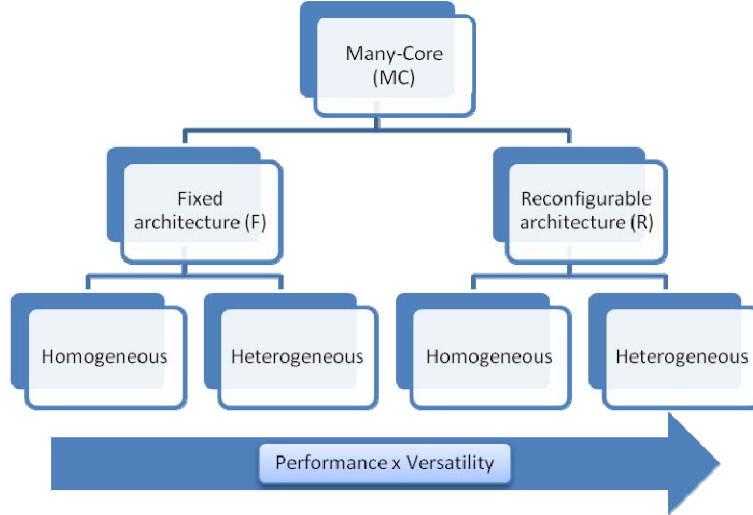 Many-Core
(MC)
Fixed
architecture (F)
Reconfigurable
architecture (R)
Homogeneous
Heterogeneous
Homogeneous
Heterogeneous
Performance x Versatility